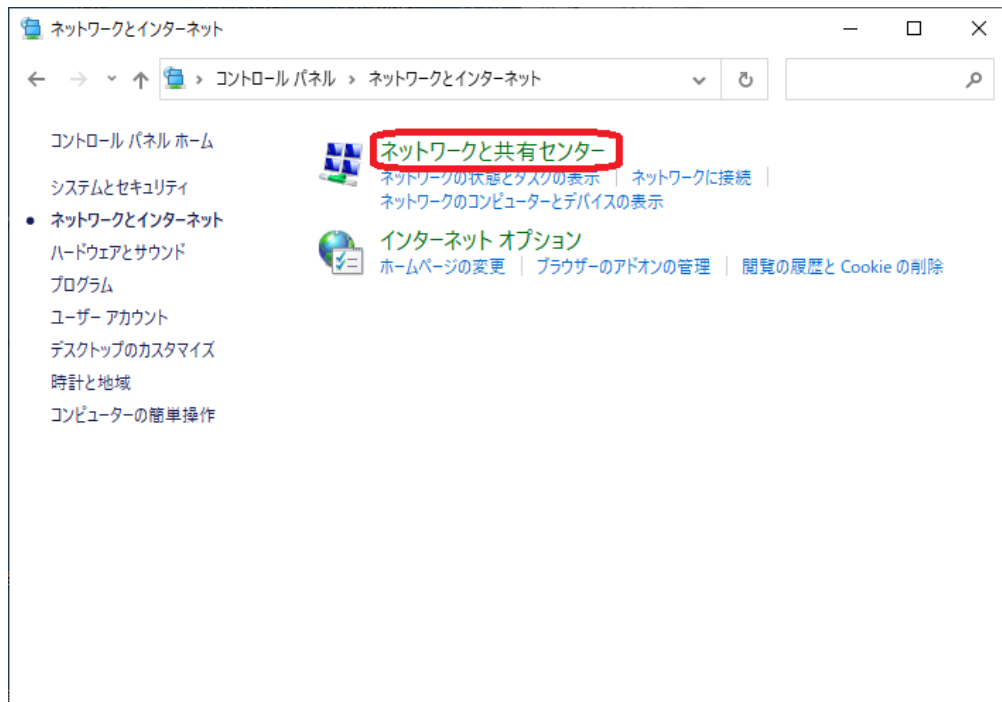 ネットワークとインターネット
コントロール パネル › ネットワークとインターネット
コントロール パネル ホーム
システムとセキュリティ
ネットワークとインターネット
ハードウェアとサウンド
プログラム
ユーザー アカウント
デスクトップのカスタマイズ
時計と地域
コンピューターの簡単操作
ネットワークと共有センター
ネットワークの状態とタスクの表示 | ネットワークに接続 |
ネットワークのコンピューターとデバイスの表示
インターネット オプション
ホームページの変更 | ブラウザーのアドオンの管理 | 閲覧の履歴と Cookie の削除